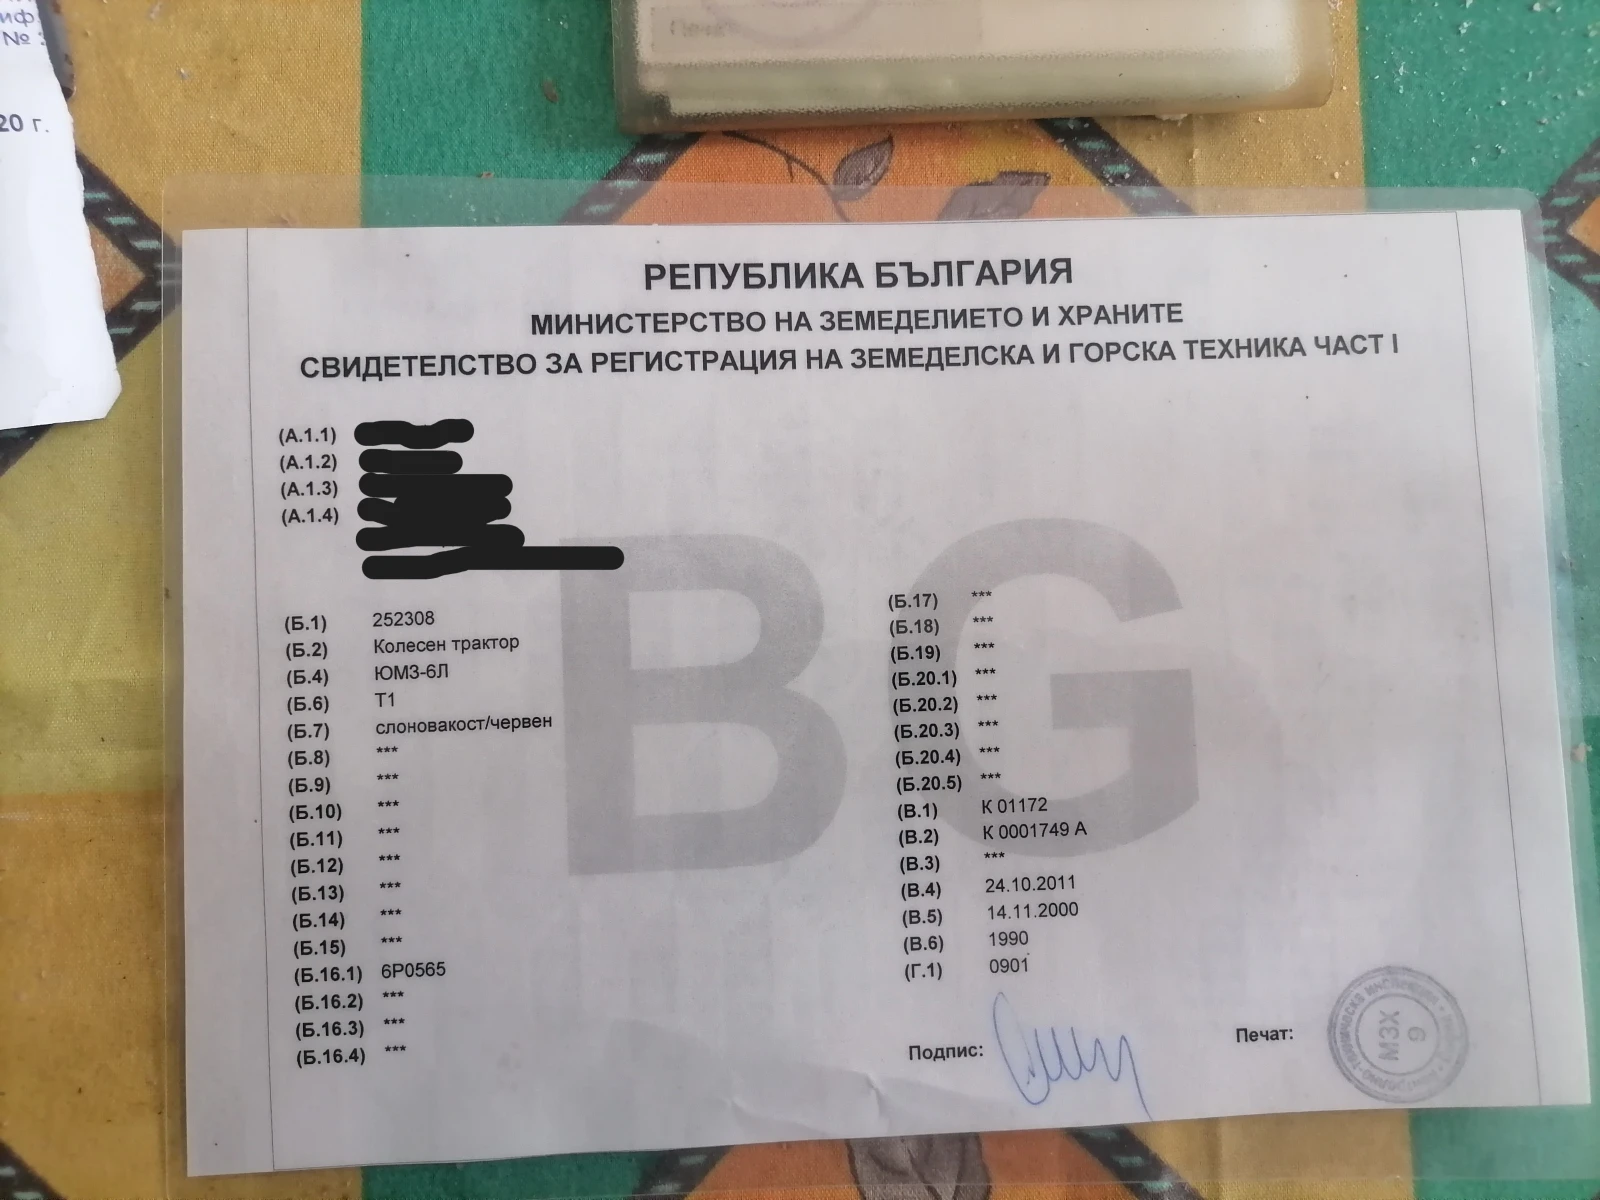 иф
№
20 г.
РЕПУБЛИКА БЪЛГАРИЯ
МИНИСТЕРСТВО НА ЗЕМЕДЕЛИЕТО И ХРАНИТЕ
СВИДЕТЕЛСТВО ЗА РЕГИСТРАЦИЯ НА ЗЕМЕДЕЛСКА И ГОРСКА ТЕХНИКА ЧАСТ I
(А.1.1)
(А.1.2)
(А.1.3)
(А.1.4)
(Б.1) 252308
(Б.2) Колесен трактор
(Б.4) ЮМЗ-6Л
(Б.6) Т1
(Б.7) слоновакост/червен
(Б.8) ***
(Б.9) ***
(Б.10) ***
(Б.11) ***
(Б.12) ***
(Б.13) ***
(Б.14) ***
(Б.15) ***
(Б.16.1) 6Р0565
(Б.16.2) ***
(Б.16.3) ***
(Б.16.4) ***
(Б.17) ***
(Б.18) ***
(Б.19) ***
(Б.20.1) ***
(Б.20.2) ***
(Б.20.3) ***
(Б.20.4) ***
(Б.20.5) ***
(В.1) К 01172
(В.2) К 0001749 А
(В.3) ***
(В.4) 24.10.2011
(В.5) 14.11.2000
(В.6) 1990
(Г.1) 0901
BG
Подпис:
Печат:
МЗХ
9